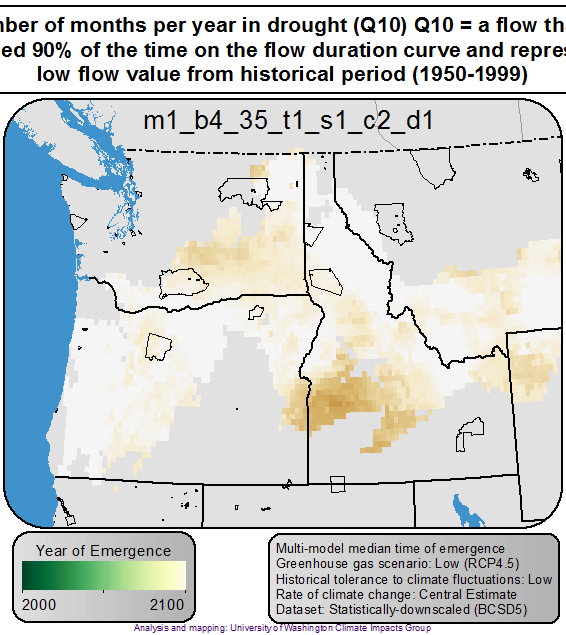 nber of months per year in drought (Q10) Q10 = a flow tha
ed 90% of the time on the flow duration curve and repres
low flow value from historical period (1950-1999)
m1_b4_35_t1_s1_c2_d1
Year of Emergence
2000 2100
Multi-model median time of emergence
Greenhouse gas scenario: Low (RCP4.5)
Historical tolerance to climate fluctuations: Low
Rate of climate change: Central Estimate
Dataset: Statistically-downscaled (BCSD5)
Analysis and mapping: University of Washington Climate Impacts Group